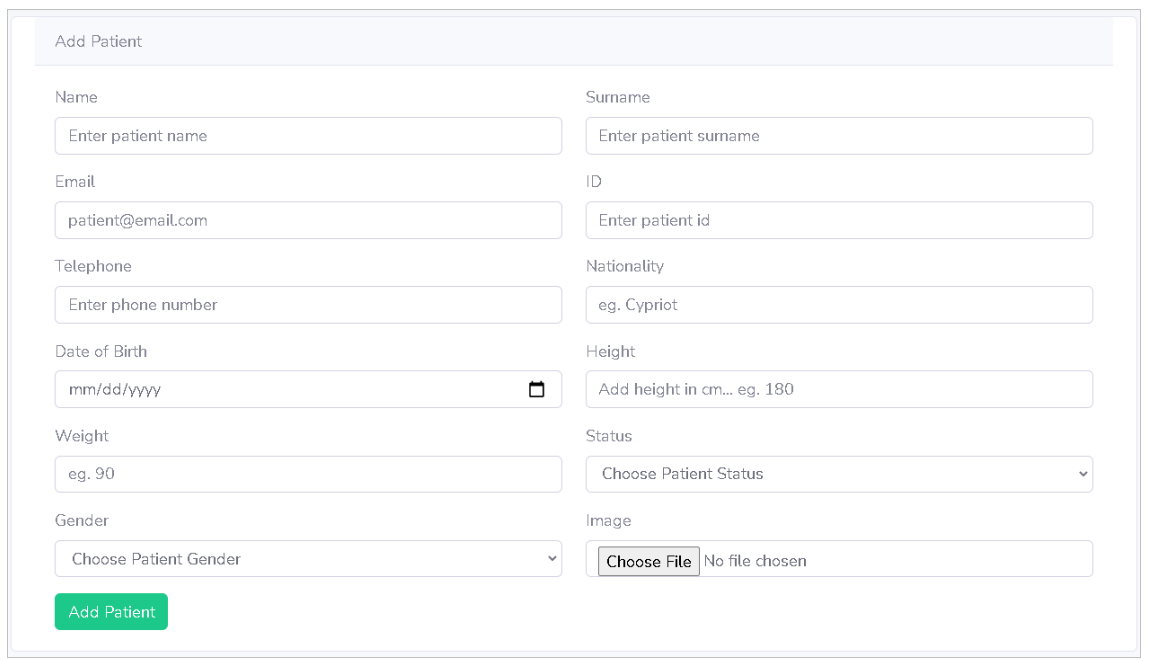 Add Patient
Name Surname
Enter patient name Enter patient surname
Email ID
patient@email.com Enter patient id
Telephone Nationality
Enter phone number eg. Cypriot
Date of Birth Height
mm/dd/yyyy Add height in cm... eg. 180
Weight Status
eg. 90 Choose Patient Status
Gender Image
Choose Patient Gender Choose File No file chosen
Add Patient